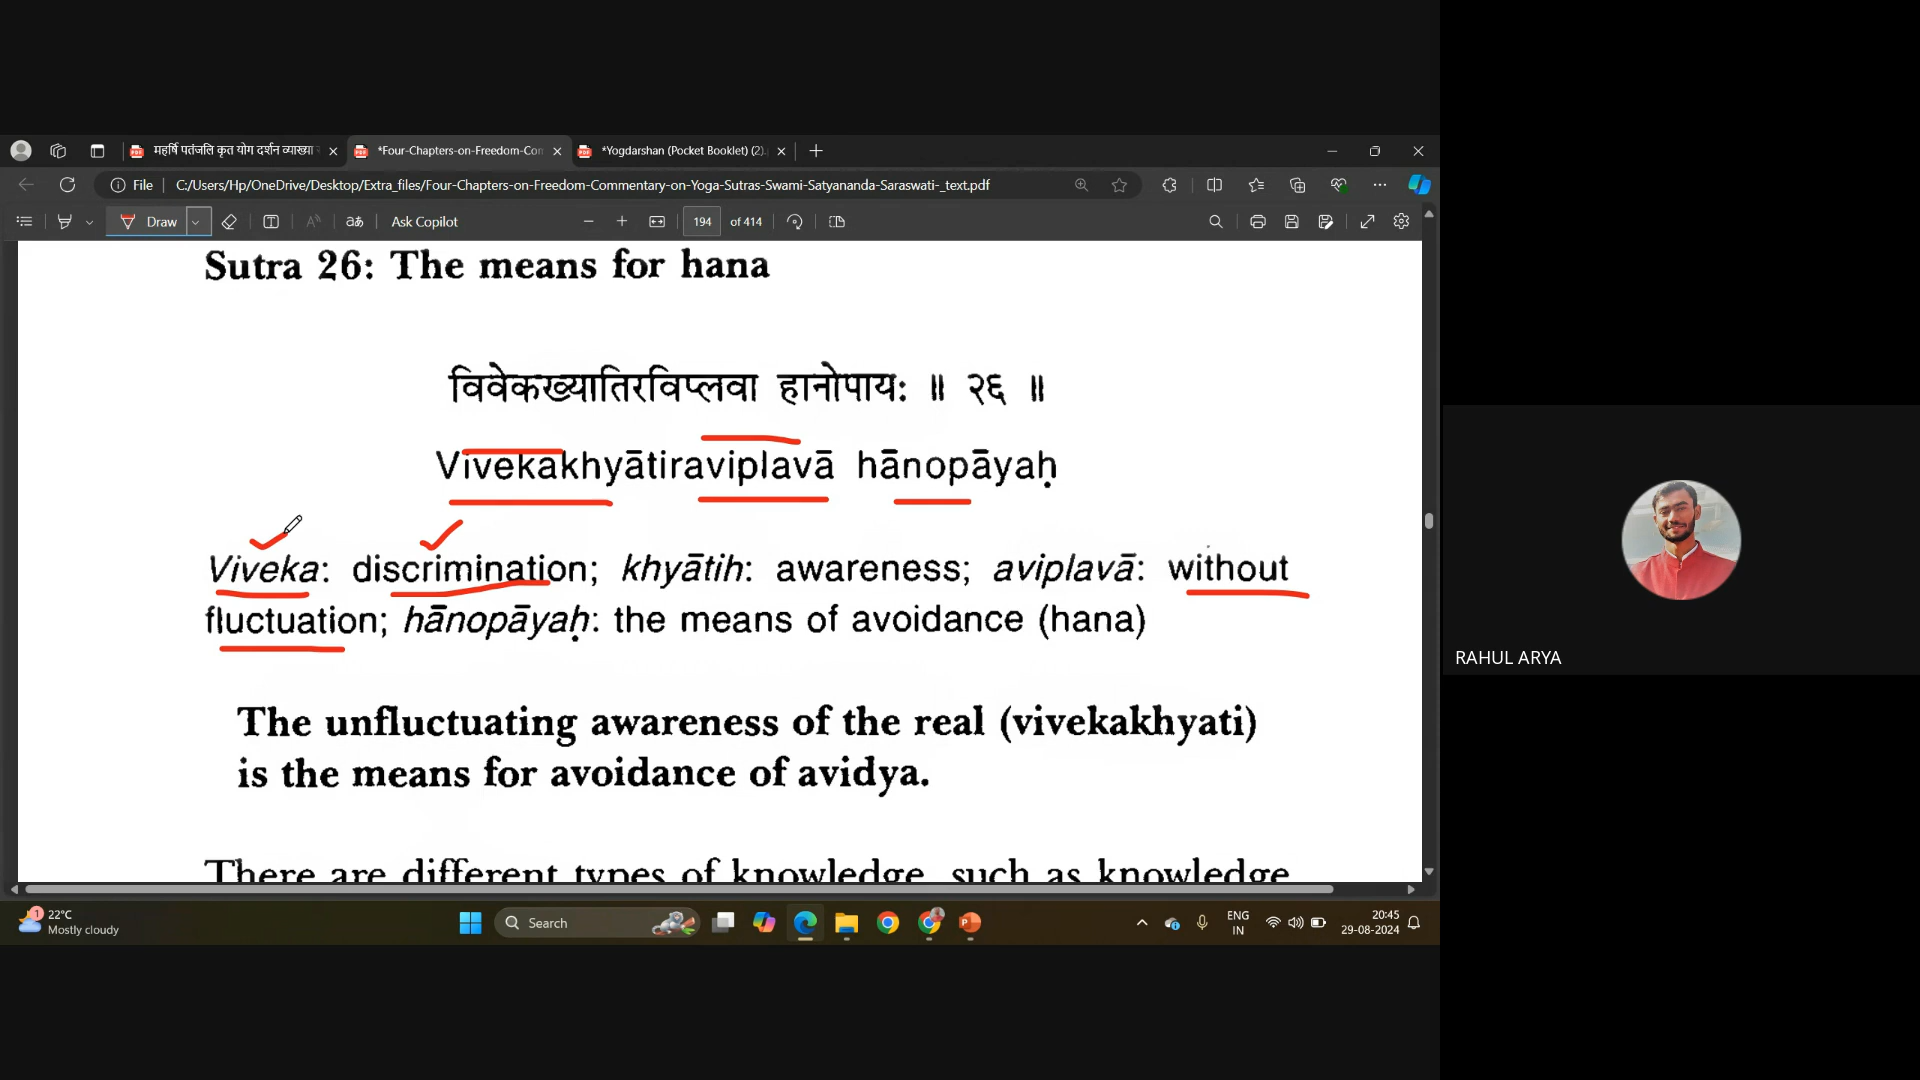 महर्षि पतंजलि कृत योग दर्शन व्याख्या
*Four-Chapters-on-Freedom-Con
*Yogdarshan (Pocket Booklet) (2).
File
C:/Users/Hp/OneDrive/Desktop/Extra_files/Four-Chapters-on-Freedom-Commentary-on-Yoga-Sutras-Swami-Satyananda-Saraswati-_text.pdf
Draw
aあ
Ask Copilot
194 of 414
Sutra 26: The means for hana
विवेकख्यातिरविप्लवा हानोपायः ॥ २६ ॥
Vivekakhyātiraviplavā hānopāyaḥ
Viveka: discrimination; khyātih: awareness; aviplavā: without
fluctuation; hānopāyaḥ: the means of avoidance (hana)
The unfluctuating awareness of the real (vivekakhyati)
is the means for avoidance of avidya.
There are different types of knowledge, such as knowledge
RAHUL ARYA
1
22°C
Mostly cloudy
Search
ENG
IN
20:45
29-08-2024